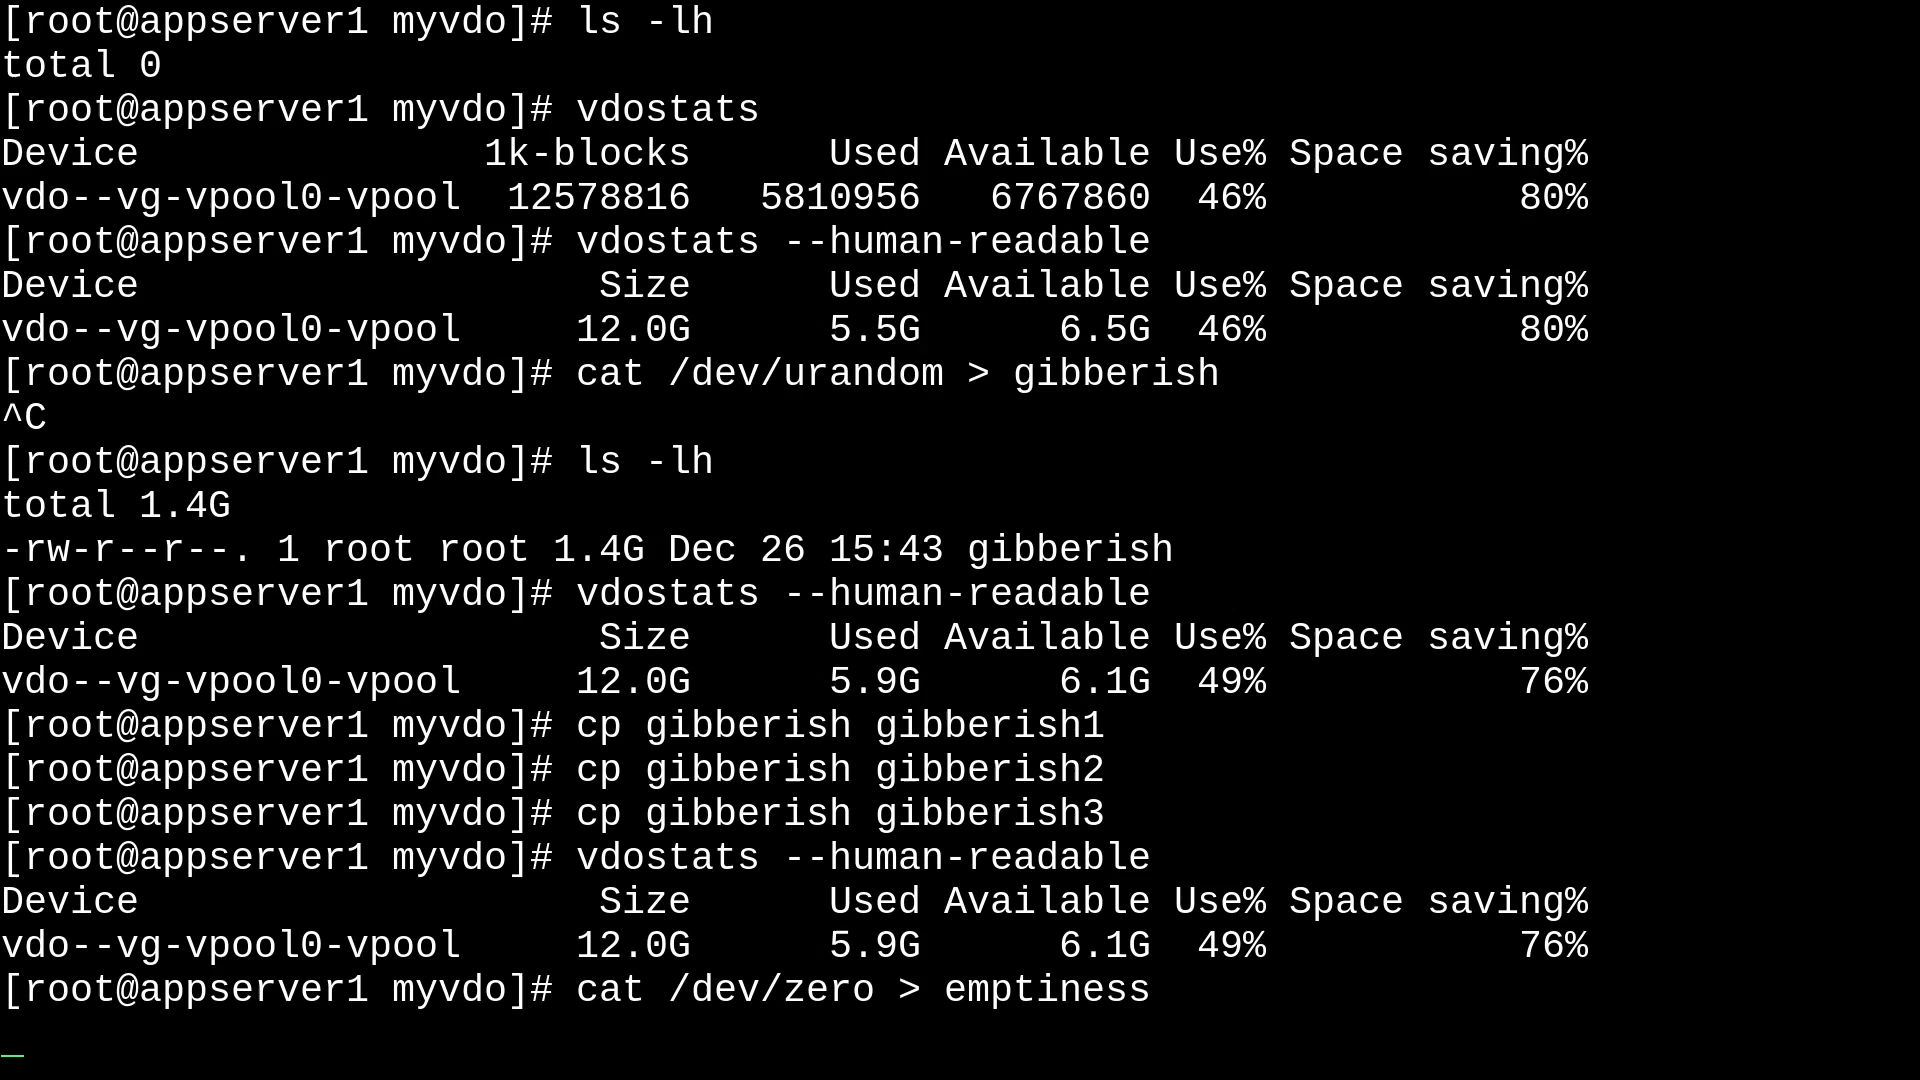 [root@appserver1 myvdo]# ls -lh
total 0
[root@appserver1 myvdo]# vdostats
Device               1k-blocks      Used Available Use% Space saving%
vdo--vg-vpool0-vpool  12578816   5810956   6767860  46%           80%
[root@appserver1 myvdo]# vdostats --human-readable
Device                    Size      Used Available Use% Space saving%
vdo--vg-vpool0-vpool     12.0G      5.5G      6.5G  46%           80%
[root@appserver1 myvdo]# cat /dev/urandom > gibberish
^C
[root@appserver1 myvdo]# ls -lh
total 1.4G
-rw-r--r--. 1 root root 1.4G Dec 26 15:43 gibberish
[root@appserver1 myvdo]# vdostats --human-readable
Device                    Size      Used Available Use% Space saving%
vdo--vg-vpool0-vpool     12.0G      5.9G      6.1G  49%           76%
[root@appserver1 myvdo]# cp gibberish gibberish1
[root@appserver1 myvdo]# cp gibberish gibberish2
[root@appserver1 myvdo]# cp gibberish gibberish3
[root@appserver1 myvdo]# vdostats --human-readable
Device                    Size      Used Available Use% Space saving%
vdo--vg-vpool0-vpool     12.0G      5.9G      6.1G  49%           76%
[root@appserver1 myvdo]# cat /dev/zero > emptiness